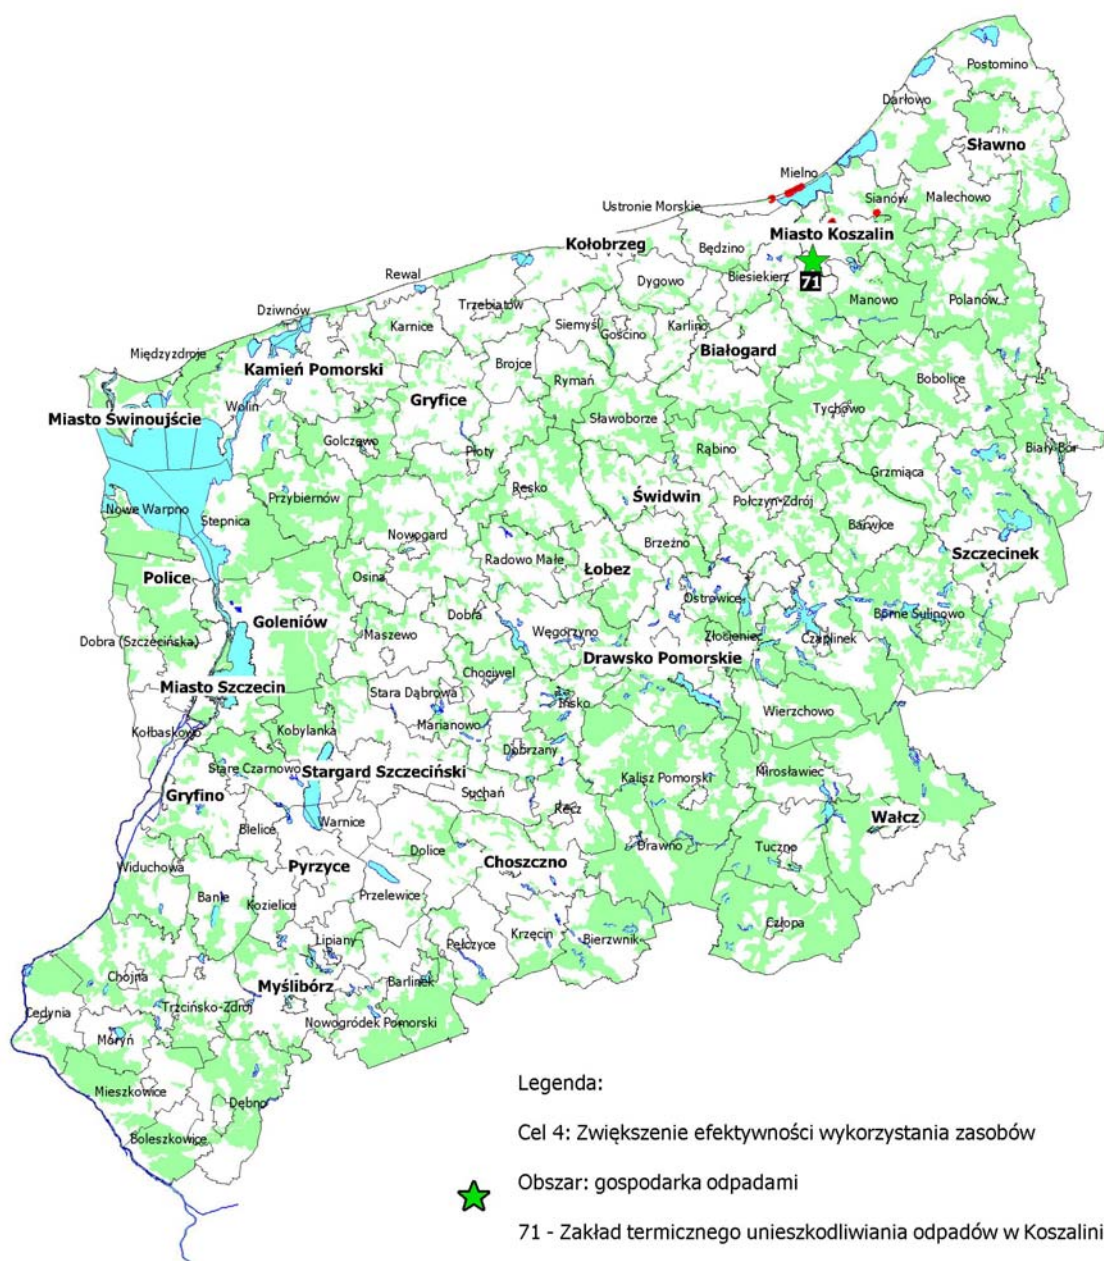 Postomino
Darłowo
Sławno
Mielno
Sianów
Malechowo
Ustronie Morskie
Miasto Koszalin
Kołobrzeg
Będzino
Rewal
Dygowo
Biesiekierz
71
Manowo
Polanów
Dziwnów
Trzebiatów
Karnice
Siemyśl
Gościno
Karlino
Międzyzdroje
Kamień Pomorski
Brojce
Białogard
Rymań
Bobolice
Gryfice
Wolin
Miasto Świnoujście
Sławoborze
Tychowo
Golczewo
Płoty
Rąbino
Biały Bór
Grzmiąca
Przybiernów
Resko
Świdwin
Połczyn-Zdrój
Nowe Warpno
Stepnica
Nowogard
Brzeżno
Barwice
Radowo Małe
Szczecinek
Police
Osina
Łobez
Ostrowice
Goleniów
Dobra
Borne Sulinowo
Dobra (Szczecińska)
Maszewo
Węgorzyno
Złocieniec
Czaplinek
Drawsko Pomorskie
Chociwel
Miasto Szczecin
Stara Dąbrowa
Ińsko
Wierzchowo
Kołbaskowo
Kobylanka
Marianowo
Dobrzany
Stare Czarnowo
Stargard Szczeciński
Kalisz Pomorski
Mirosławiec
Gryfino
Suchań
Recz
Wałcz
Bielice
Warnice
Dolice
Drawno
Tuczno
Widuchowa
Pyrzyce
Choszczno
Banie
Kozielice
Przelewice
Człopa
Lipiany
Pełczyce
Krzęcin
Bierzwnik
Chojna
Myślibórz
Barlinek
Cedynia
Trzcińsko-Zdrój
Nowogródek Pomorski
Moryń
Mieszkowice
Dębno
Boleszkowice
Legenda:
Cel 4: Zwiększenie efektywności wykorzystania zasobów
Obszar: gospodarka odpadami
71 - Zakład termicznego unieszkodliwiania odpadów w Koszalini